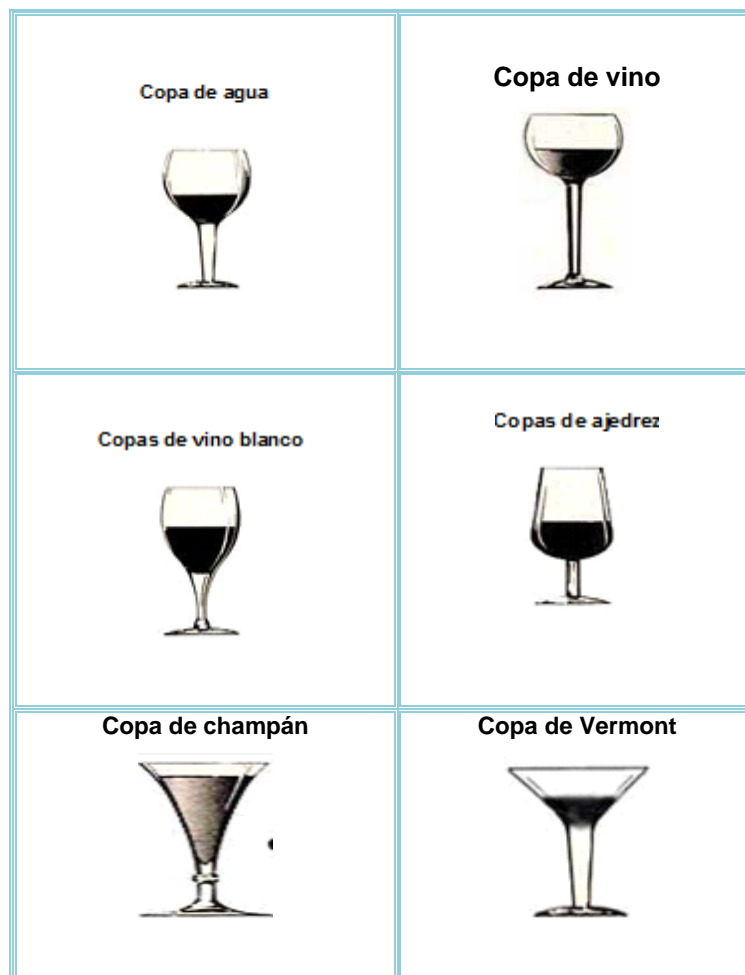 Copa de agua
Copa de vino
Copas de vino blanco
Copas de ajedrez
Copa de champán
Copa de Vermont